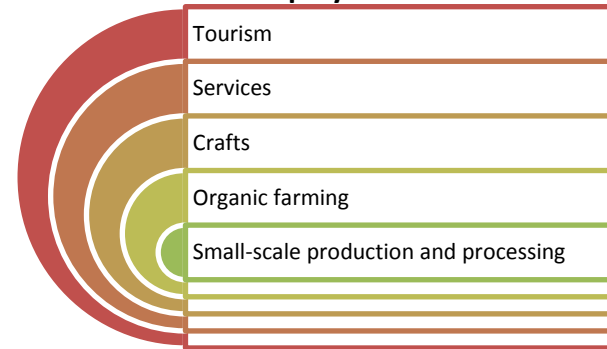 Tourism
Services
Crafts
Organic farming
Small-scale production and processing